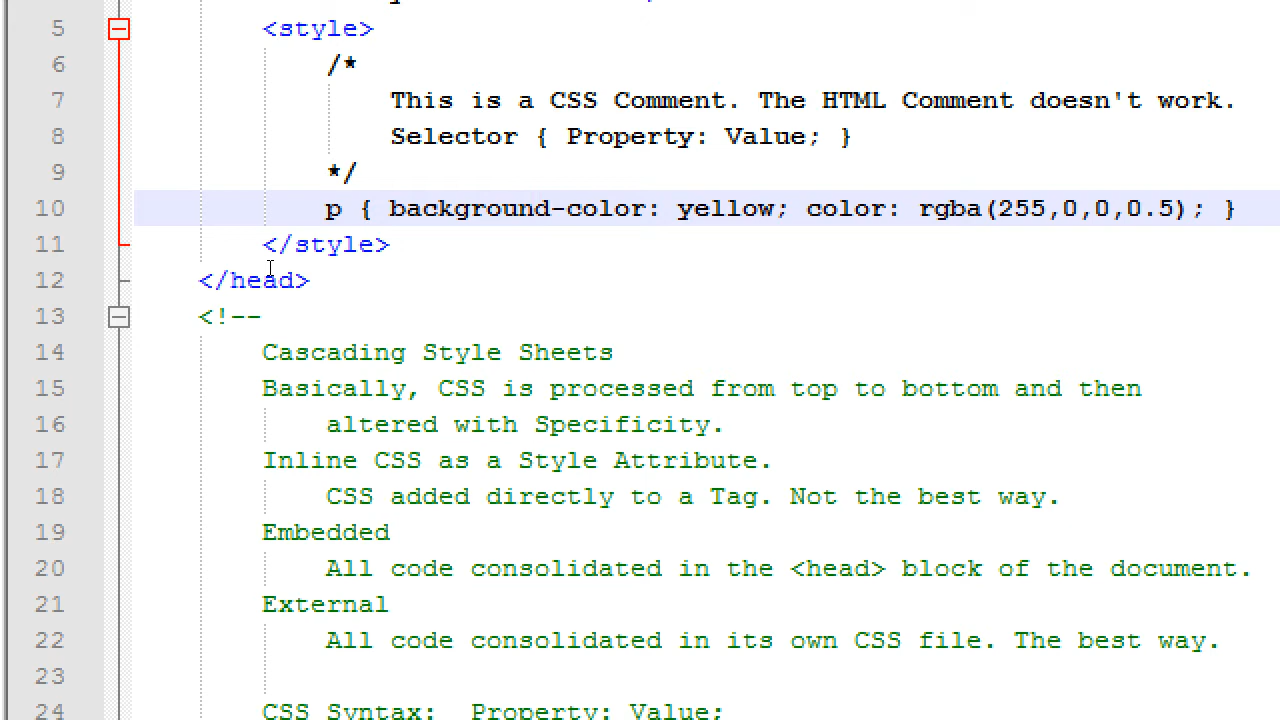 5 <style>
6 /*
7 This is a CSS Comment. The HTML Comment doesn't work.
8 Selector { Property: Value; }
9 */
10 p { background-color: yellow; color: rgba(255,0,0,0.5); }
11 </style>
12 </head>
13 <!--
14 Cascading Style Sheets
15 Basically, CSS is processed from top to bottom and then
16 altered with Specificity.
17 Inline CSS as a Style Attribute.
18 CSS added directly to a Tag. Not the best way.
19 Embedded
20 All code consolidated in the <head> block of the document.
21 External
22 All code consolidated in its own CSS file. The best way.
23
24 CSS Syntax: Property: Value;